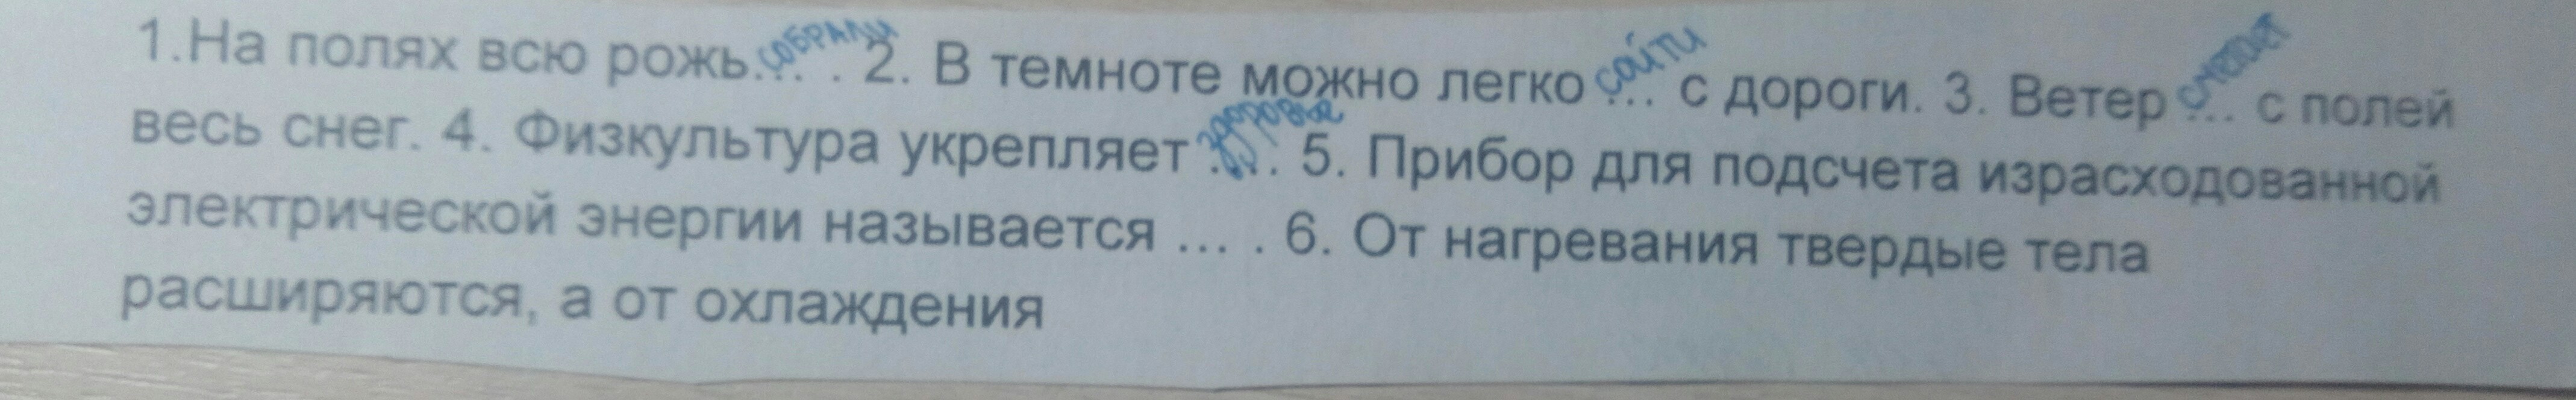 1.На полях всю рожь... собрали . 2. В темноте можно легко ... сойти с дороги. 3. Ветер ... сметает с полей
весь снег. 4. Физкультура укрепляет ... здоровье . 5. Прибор для подсчета израсходованной
электрической энергии называется ... . 6. От нагревания твердые тела
расширяются, а от охлаждения